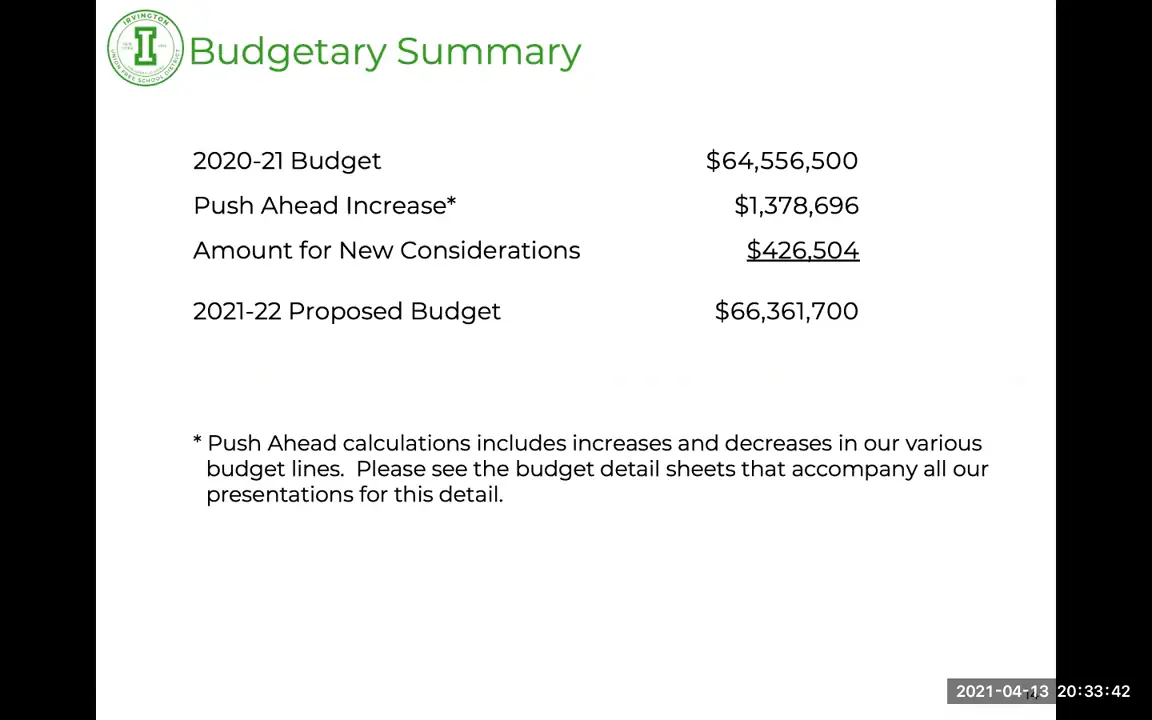 IRVINGTON
UNION FREE SCHOOL DISTRICT
Budgetary Summary
2020-21 Budget $64,556,500
Push Ahead Increase* $1,378,696
Amount for New Considerations $426,504
2021-22 Proposed Budget $66,361,700
* Push Ahead calculations includes increases and decreases in our various
budget lines. Please see the budget detail sheets that accompany all our
presentations for this detail.
2021-04-13 20:33:42